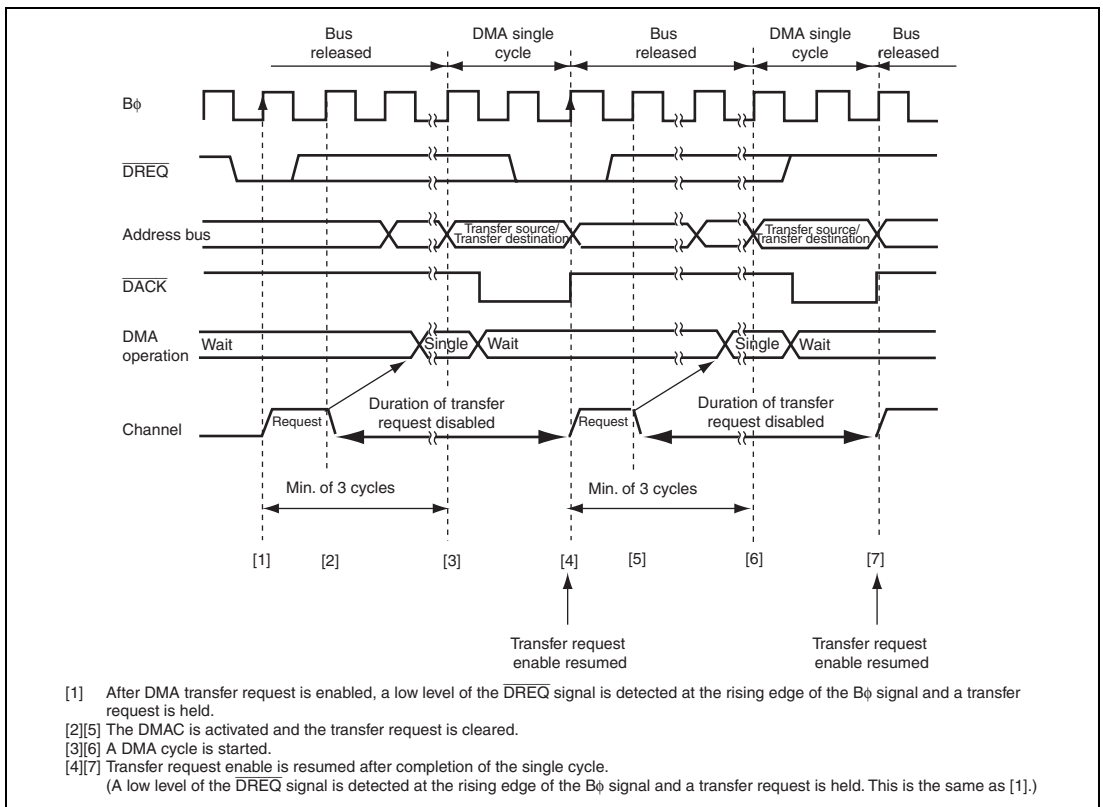 Bus released
DMA single cycle
Bus released
DMA single cycle
Bus released
Bϕ
DREQ
Address bus
Transfer source/
Transfer destination
Transfer source/
Transfer destination
DACK
DMA operation
Wait
Single
Wait
Single
Wait
Channel
Request
Duration of transfer request disabled
Request
Duration of transfer request disabled
Min. of 3 cycles
Min. of 3 cycles
[1]
[2]
[3]
[4]
[5]
[6]
[7]
Transfer request enable resumed
Transfer request enable resumed
[1] After DMA transfer request is enabled, a low level of the DREQ signal is detected at the rising edge of the Bϕ signal and a transfer
request is held.
[2][5] The DMAC is activated and the transfer request is cleared.
[3][6] A DMA cycle is started.
[4][7] Transfer request enable is resumed after completion of the single cycle.
(A low level of the DREQ signal is detected at the rising edge of the Bϕ signal and a transfer request is held. This is the same as [1].)